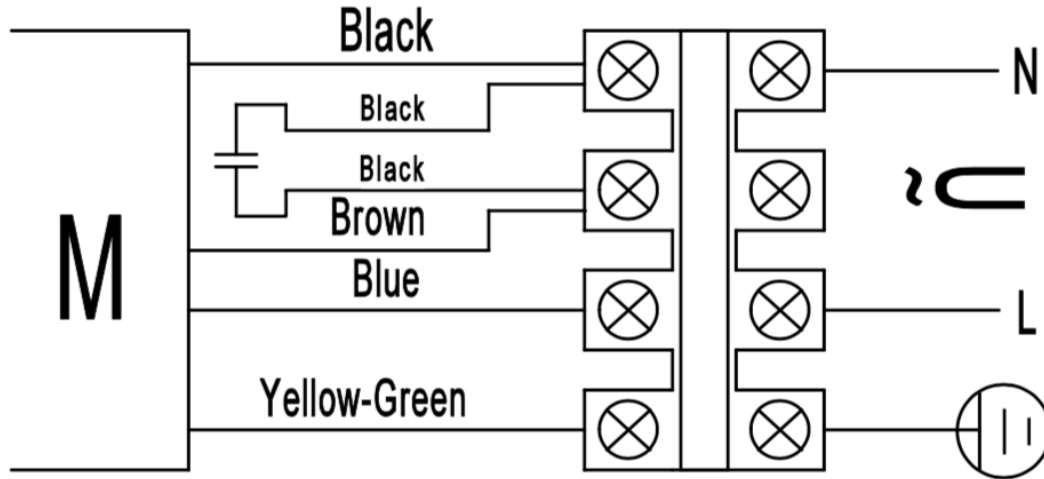 Black
N
Black
Black
~U
Brown
M
Blue
L
Yellow-Green